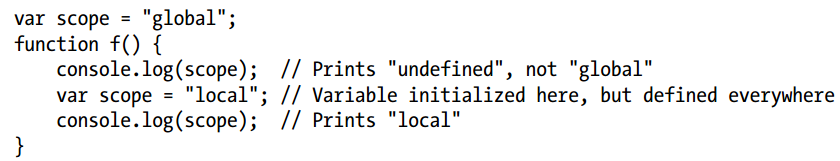 var scope = "global";
function f() {
    console.log(scope);  // Prints "undefined", not "global"
    var scope = "local"; // Variable initialized here, but defined everywhere
    console.log(scope);  // Prints "local"
}